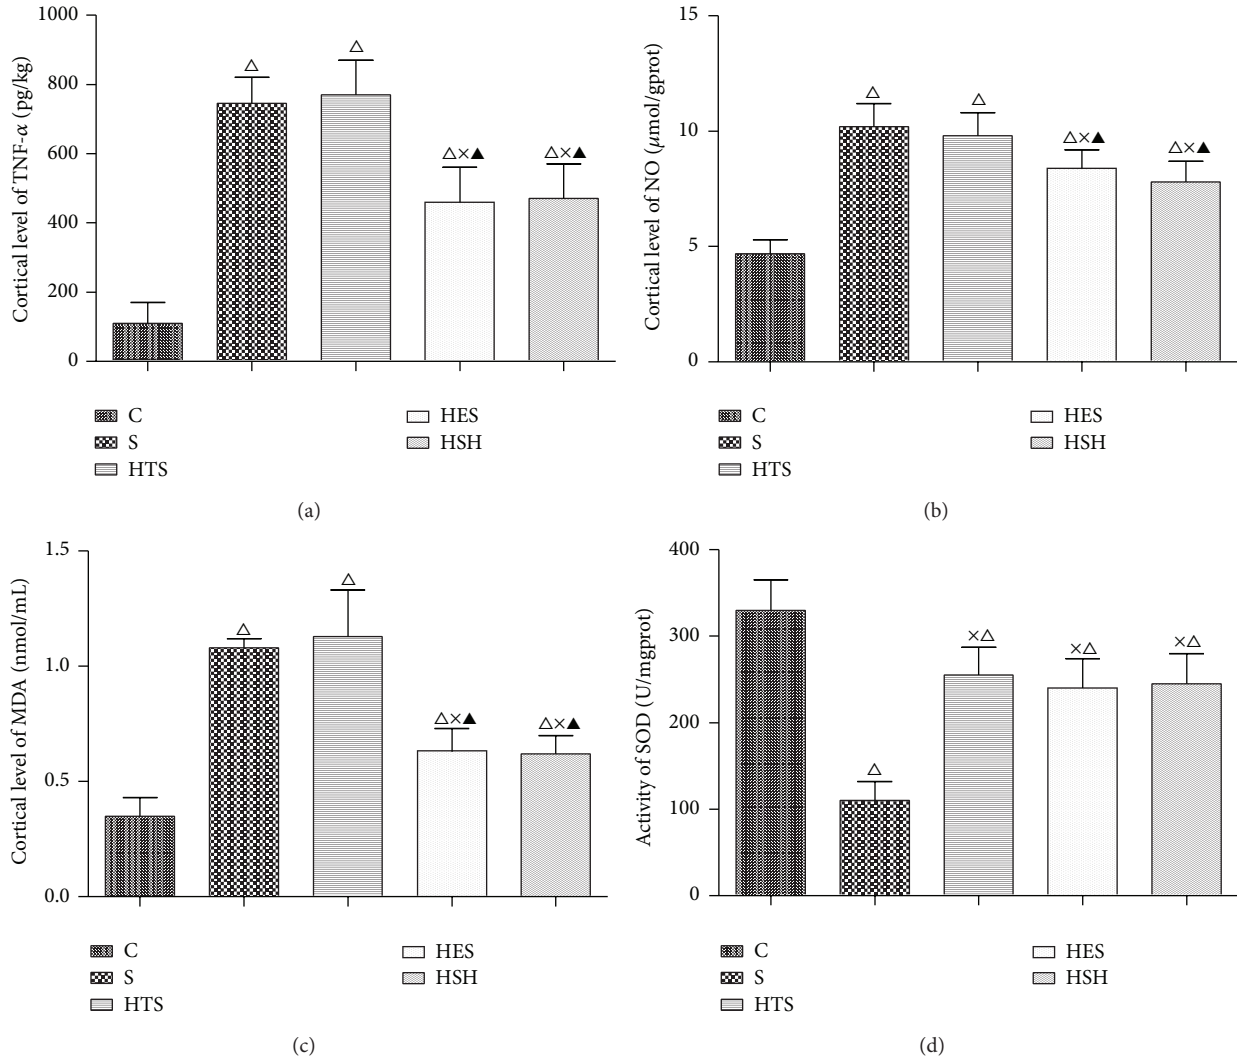 Cortical level of TNF-α (pg/kg)
1000
800
600
400
200
0
△
△
△×▲
△×▲
C
S
HTS
HES
HSH
(a)
Cortical level of NO (μmol/gprot)
15
10
5
0
△
△
△×▲
△×▲
C
S
HTS
HES
HSH
(b)
Cortical level of MDA (nmol/mL)
1.5
1.0
0.5
0.0
△
△
△×▲
△×▲
C
S
HTS
HES
HSH
(c)
Activity of SOD (U/mgprot)
400
300
200
100
0
△
×△
×△
×△
C
S
HTS
HES
HSH
(d)